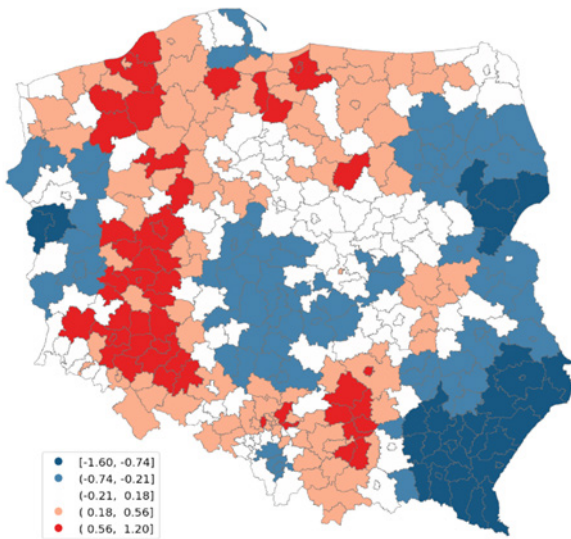 [-1.60, -0.74]
(-0.74, -0.21]
(-0.21, 0.18]
( 0.18, 0.56]
( 0.56, 1.20]